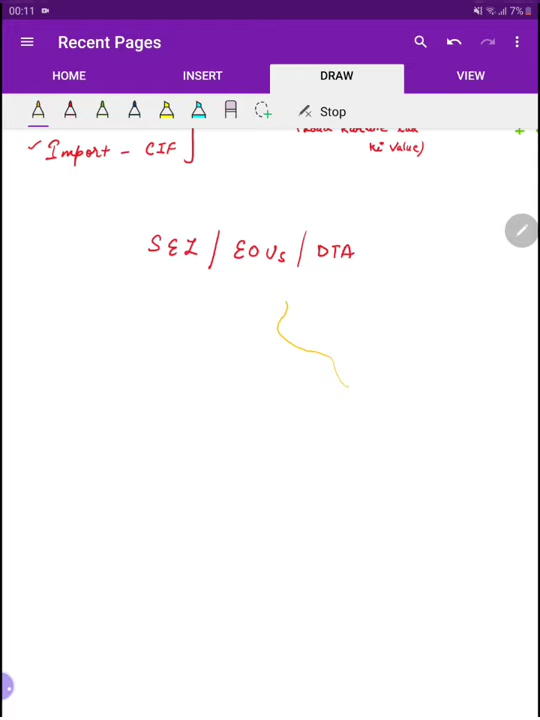 00:11 7%
Recent Pages
HOME INSERT DRAW VIEW
Stop
✓ Import - CIF
ki value)
SEZ / EOUs / DTA